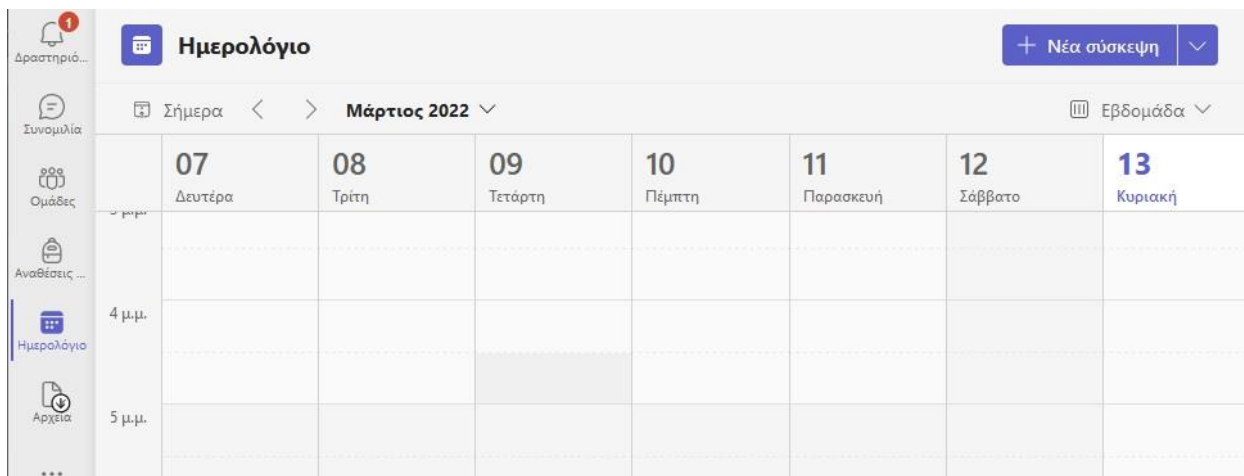 1
Δραστηριό...
Συνομιλία
Ομάδες
Αναθέσεις ...
Ημερολόγιο
Αρχεία
Ημερολόγιο
Νέα σύσκεψη
Σήμερα
Μάρτιος 2022
Εβδομάδα
07
Δευτέρα
08
Τρίτη
09
Τετάρτη
10
Πέμπτη
11
Παρασκευή
12
Σάββατο
13
Κυριακή
4 μ.μ.
5 μ.μ.